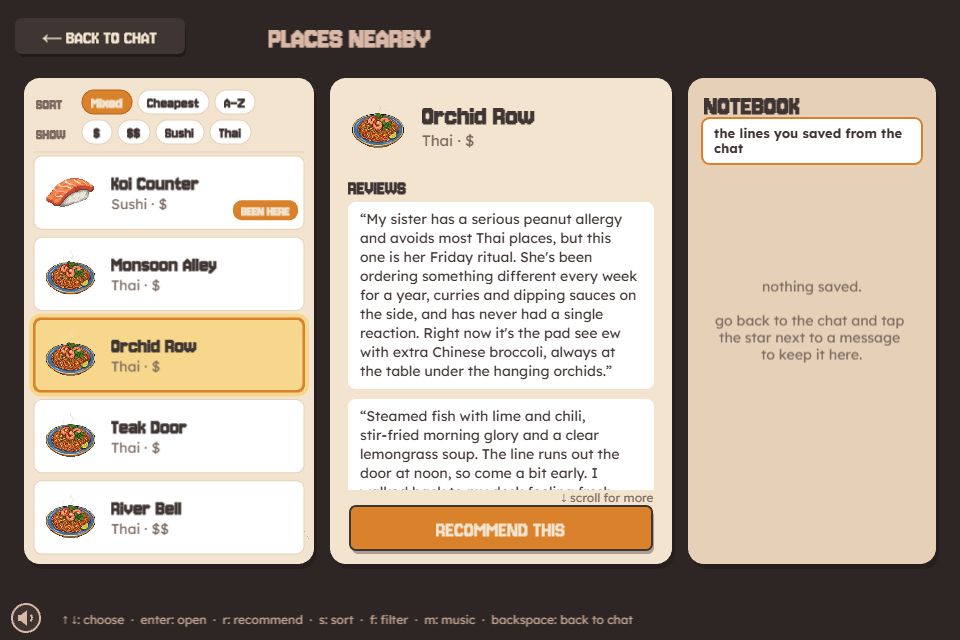 ← BACK TO CHAT
PLACES NEARBY
SORT
Mixed
Cheapest
A-Z
SHOW
$
$$
Sushi
Thai
Koi Counter
Sushi · $
BEEN HERE
Monsoon Alley
Thai · $
Orchid Row
Thai · $
Teak Door
Thai · $
River Bell
Thai · $$
Orchid Row
Thai · $
REVIEWS
“My sister has a serious peanut allergy
and avoids most Thai places, but this
one is her Friday ritual. She's been
ordering something different every week
for a year, curries and dipping sauces on
the side, and has never had a single
reaction. Right now it's the pad see ew
with extra Chinese broccoli, always at
the table under the hanging orchids.”
“Steamed fish with lime and chili,
stir-fried morning glory and a clear
lemongrass soup. The line runs out the
door at noon, so come a bit early. I
↓ scroll for more
RECOMMEND THIS
NOTEBOOK
the lines you saved from the
chat
nothing saved.
go back to the chat and tap
the star next to a message
to keep it here.
↑ ↓: choose · enter: open · r: recommend · s: sort · f: filter · m: music · backspace: back to chat